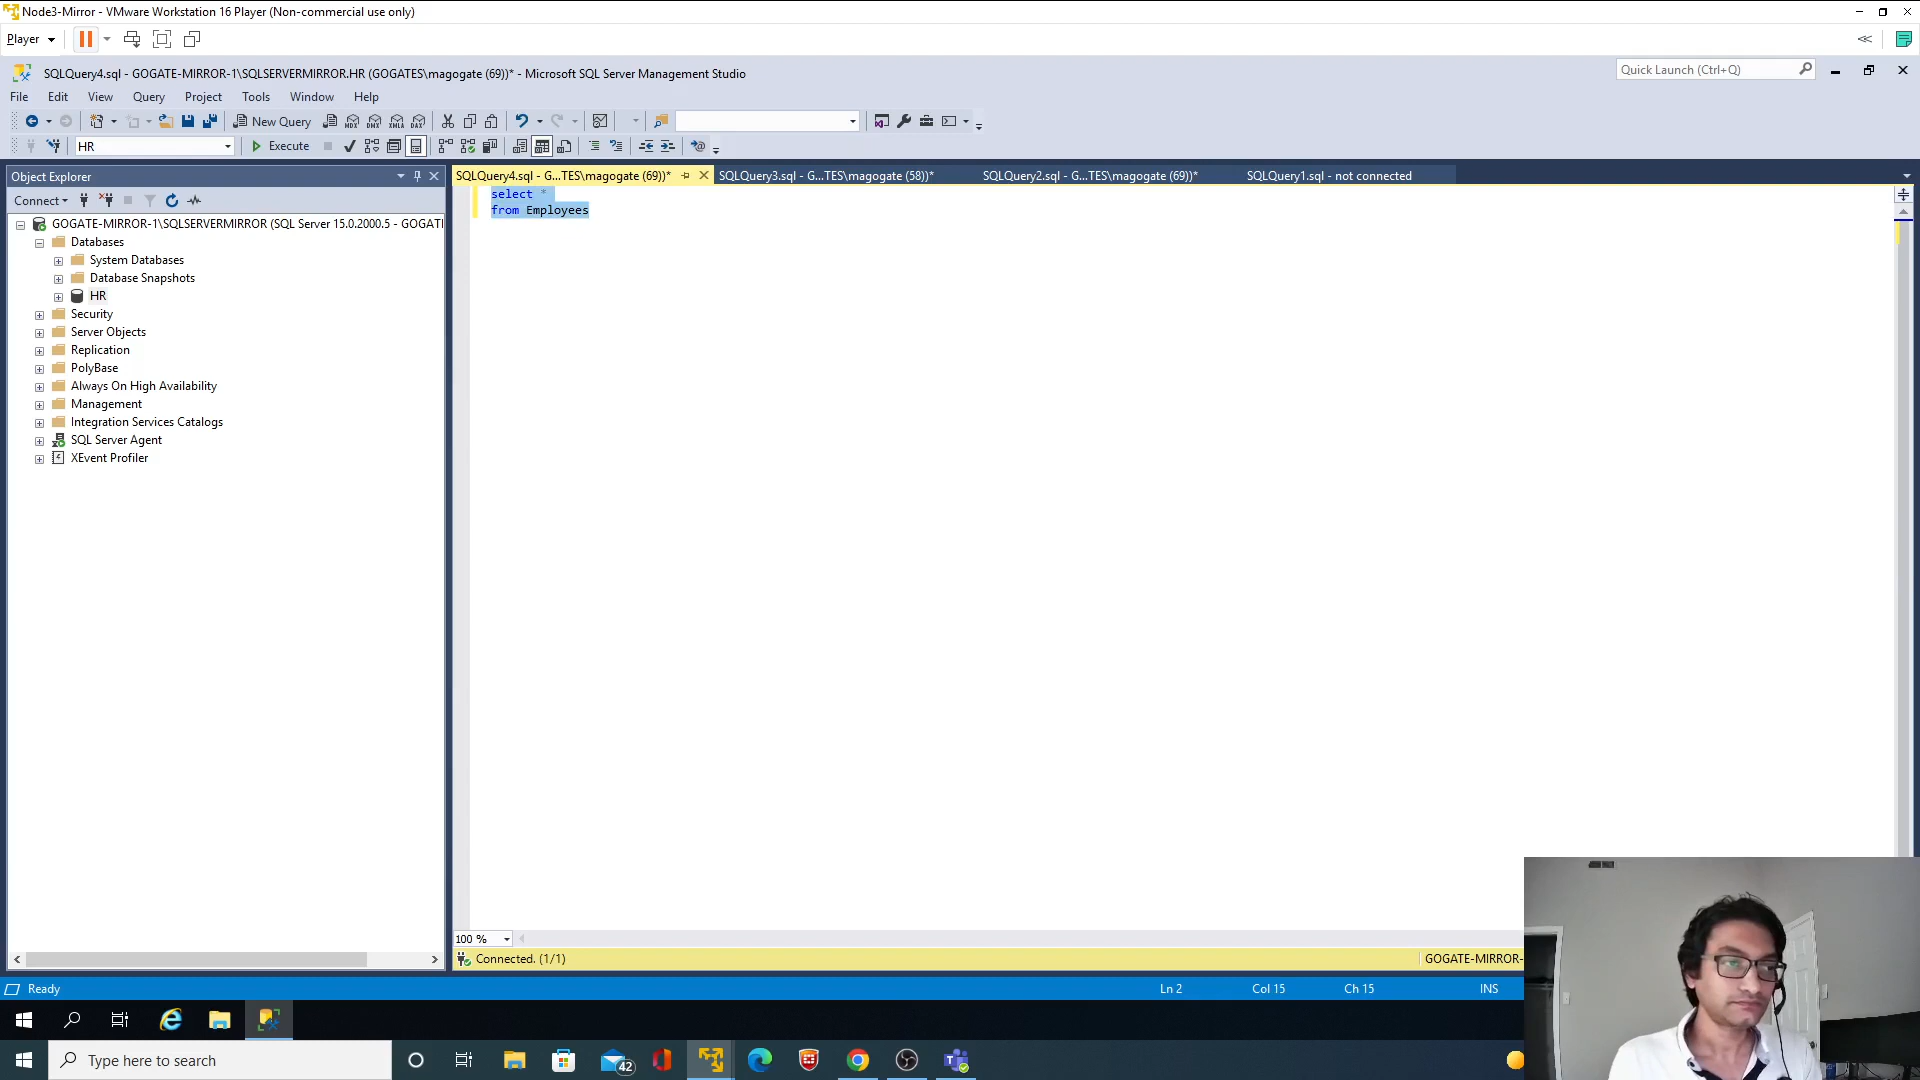 Node3-Mirror - VMware Workstation 16 Player (Non-commercial use only)
Player
SQLQuery4.sql - GOGATE-MIRROR-1\SQLSERVERMIRROR.HR (GOGATES\magogate (69))* - Microsoft SQL Server Management Studio
Quick Launch (Ctrl+Q)
File Edit View Query Project Tools Window Help
New Query
MDX DMX XMLA DAX
HR
Execute
Object Explorer
SQLQuery4.sql - G...TES\magogate (69))*
SQLQuery3.sql - G...TES\magogate (58))*
SQLQuery2.sql - G...TES\magogate (69))*
SQLQuery1.sql - not connected
Connect
select *
from Employees
GOGATE-MIRROR-1\SQLSERVERMIRROR (SQL Server 15.0.2000.5 - GOGATI
Databases
System Databases
Database Snapshots
HR
Security
Server Objects
Replication
PolyBase
Always On High Availability
Management
Integration Services Catalogs
SQL Server Agent
XEvent Profiler
100 %
Connected. (1/1)
GOGATE-MIRROR-
Ready
Ln 2
Col 15
Ch 15
INS
Type here to search
42